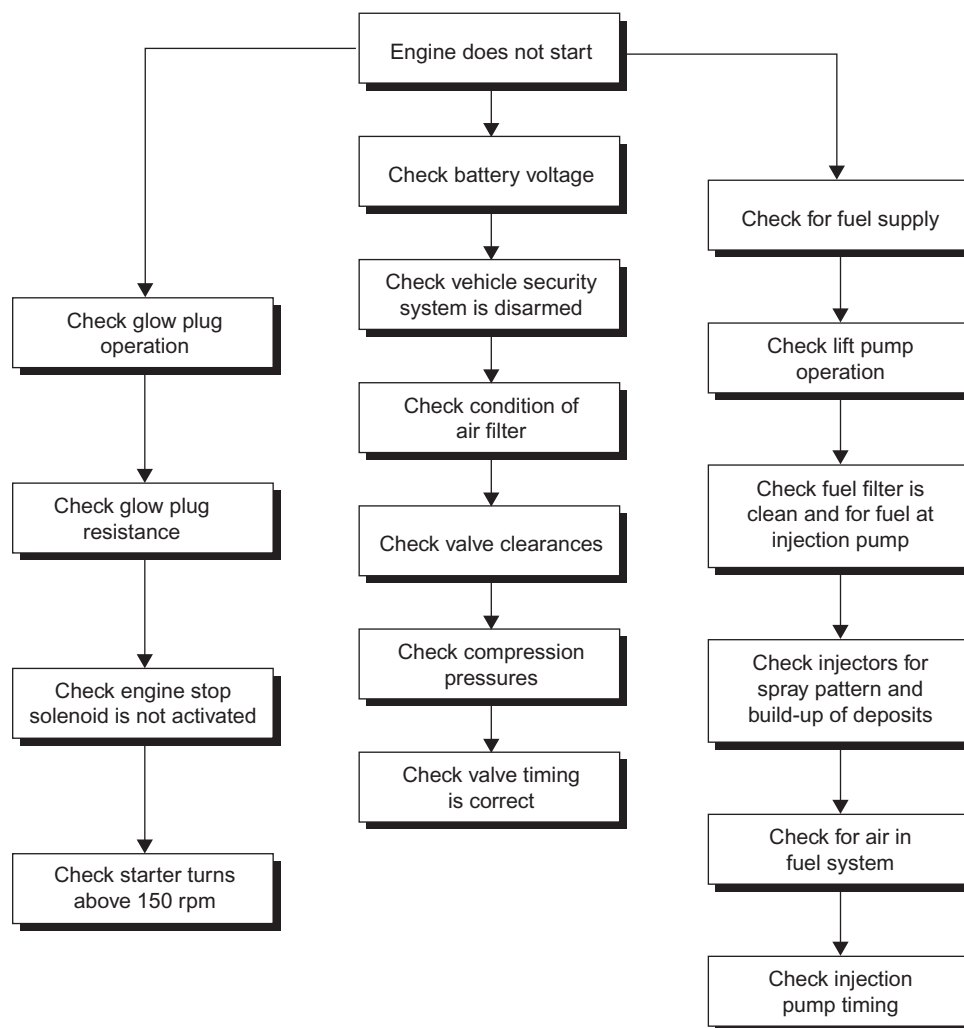 Engine does not start
Check battery voltage
Check vehicle security
system is disarmed
Check condition of
air filter
Check valve clearances
Check compression
pressures
Check valve timing
is correct
Check glow plug
operation
Check glow plug
resistance
Check engine stop
solenoid is not activated
Check starter turns
above 150 rpm
Check for fuel supply
Check lift pump
operation
Check fuel filter is
clean and for fuel at
injection pump
Check injectors for
spray pattern and
build-up of deposits
Check for air in
fuel system
Check injection
pump timing